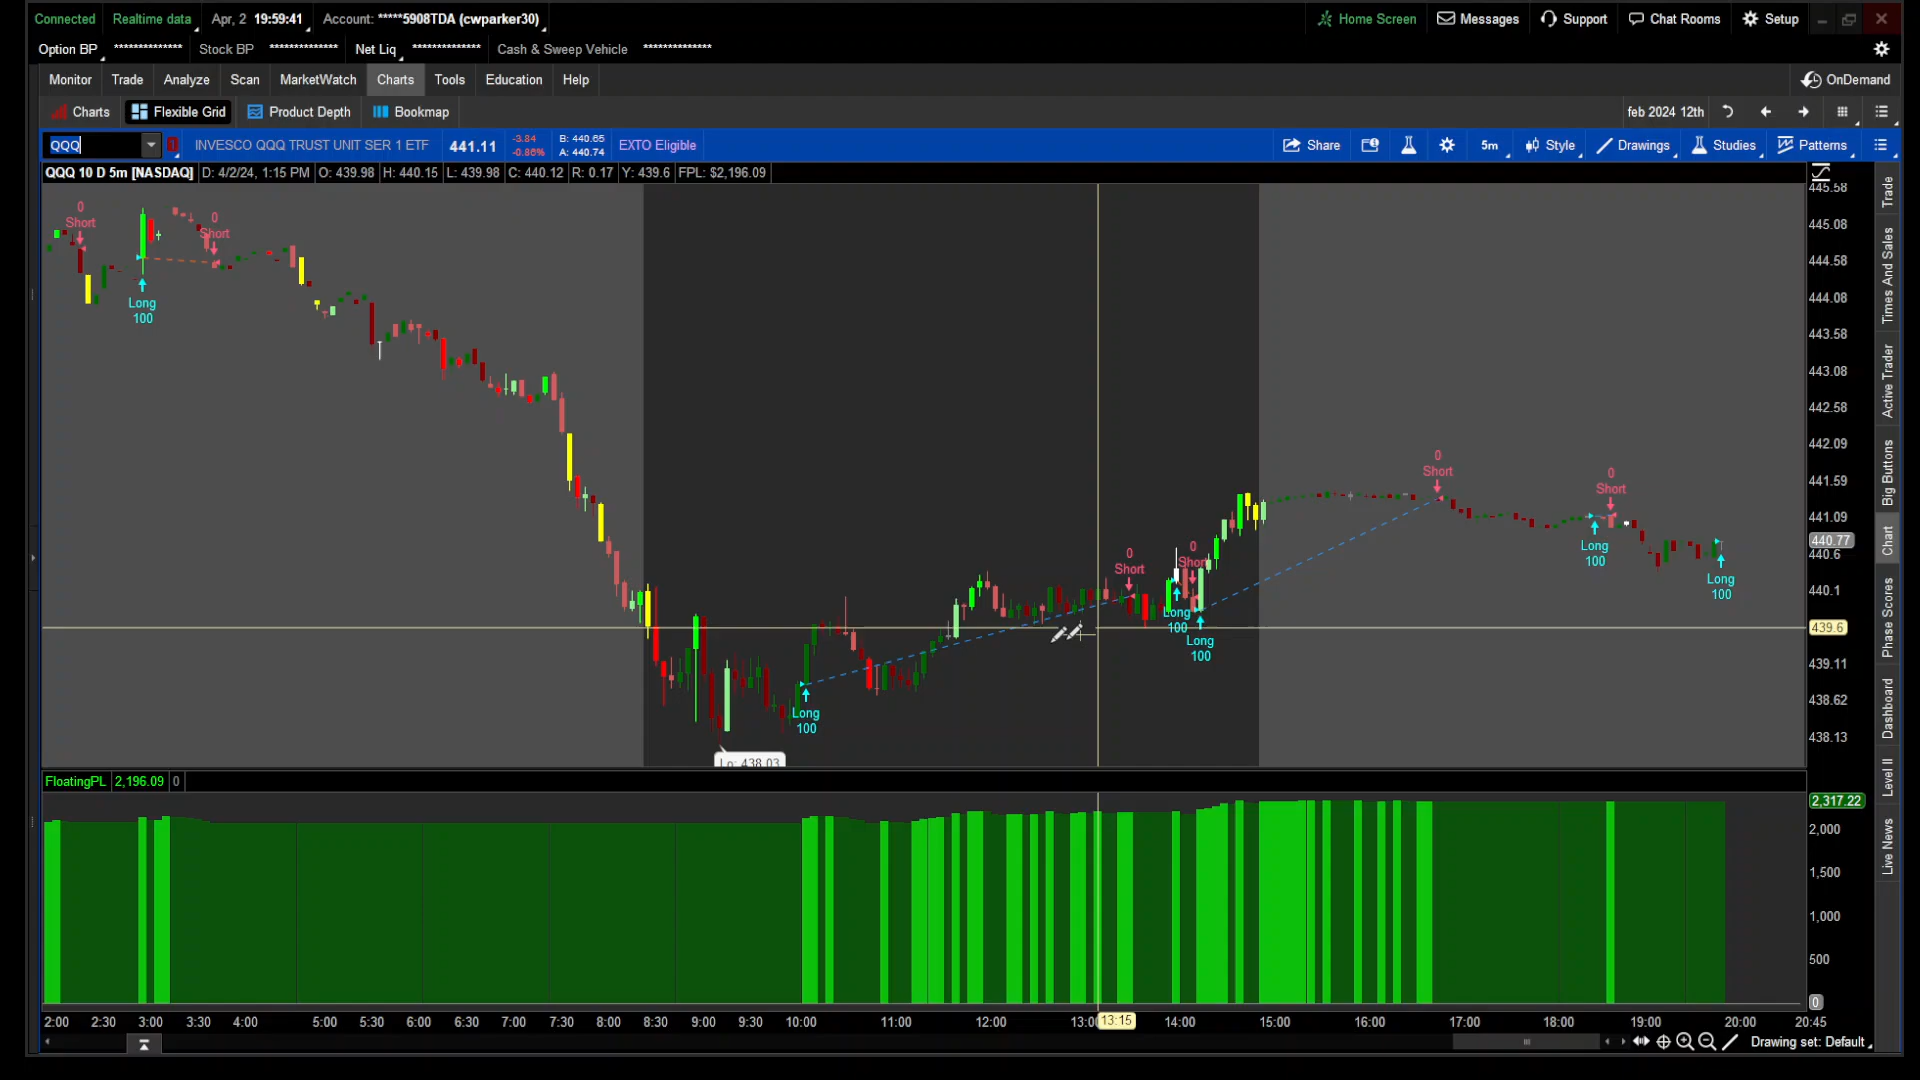 Connected Realtime data Apr, 2 19:59:41 Account: *****5908TDA (cwparker30) Home Screen Messages Support Chat Rooms Setup
Option BP ************** Stock BP ************** Net Liq ************** Cash & Sweep Vehicle **************
Monitor Trade Analyze Scan MarketWatch Charts Tools Education Help OnDemand
Charts Flexible Grid Product Depth Bookmap feb 2024 12th
QQQ INVESCO QQQ TRUST UNIT SER 1 ETF 441.11 -3.84 -0.86% B: 440.65 A: 440.74 EXTO Eligible Share 5m Style Drawings Studies Patterns
QQQ 10 D 5m [NASDAQ] D: 4/2/24, 1:15 PM O: 439.98 H: 440.15 L: 439.98 C: 440.12 R: 0.17 Y: 439.6 FPL: $2,196.09
445.58
445.08
444.58
444.08
443.58
443.08
442.58
442.09
441.59
441.09
440.77
440.6
440.1
439.6
439.11
438.62
438.13
0
Short
0
Short
Long
100
0
Short
0
Short
0
Short
0
Short
Long
100
Long
100
Long
100
Long
100
Long
100
Lo: 438.03
FloatingPL 2,196.09 0
2,317.22
2,000
1,500
1,000
500
0
2:00 2:30 3:00 3:30 4:00 5:00 5:30 6:00 6:30 7:00 7:30 8:00 8:30 9:00 9:30 10:00 11:00 12:00 13:00 13:15 14:00 15:00 16:00 17:00 18:00 19:00 20:00 20:45
Drawing set: Default
Trade
Times And Sales
Active Trader
Big Buttons
Chart
Phase Scores
Dashboard
Level II
Live News